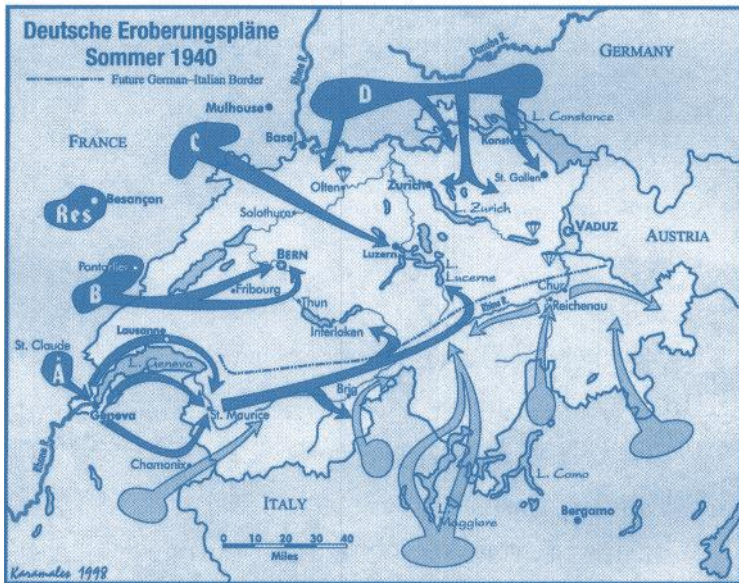 Deutsche Eroberungspläne
Sommer 1940
Future German–Italian Border
Rhine R.
Danube R.
GERMANY
Mulhouse
D
L. Constance
FRANCE
C
Basel
Konstanz
Olten
Zurich
St. Gallen
Besançon
Res
L. Zurich
Solothurn
VADUZ
AUSTRIA
BERN
Luzern
Pontarlier
L.
Lucerne
B
Fribourg
Chur
Thun
Rhine R.
Reichenau
Lausanne
Interlaken
St. Claude
L. Geneva
A
Brig
Geneva
St. Maurice
Chamonix
L. Como
ITALY
L.
Maggiore
Bergamo
0 10 20 30 40
Miles
Karamales 1998